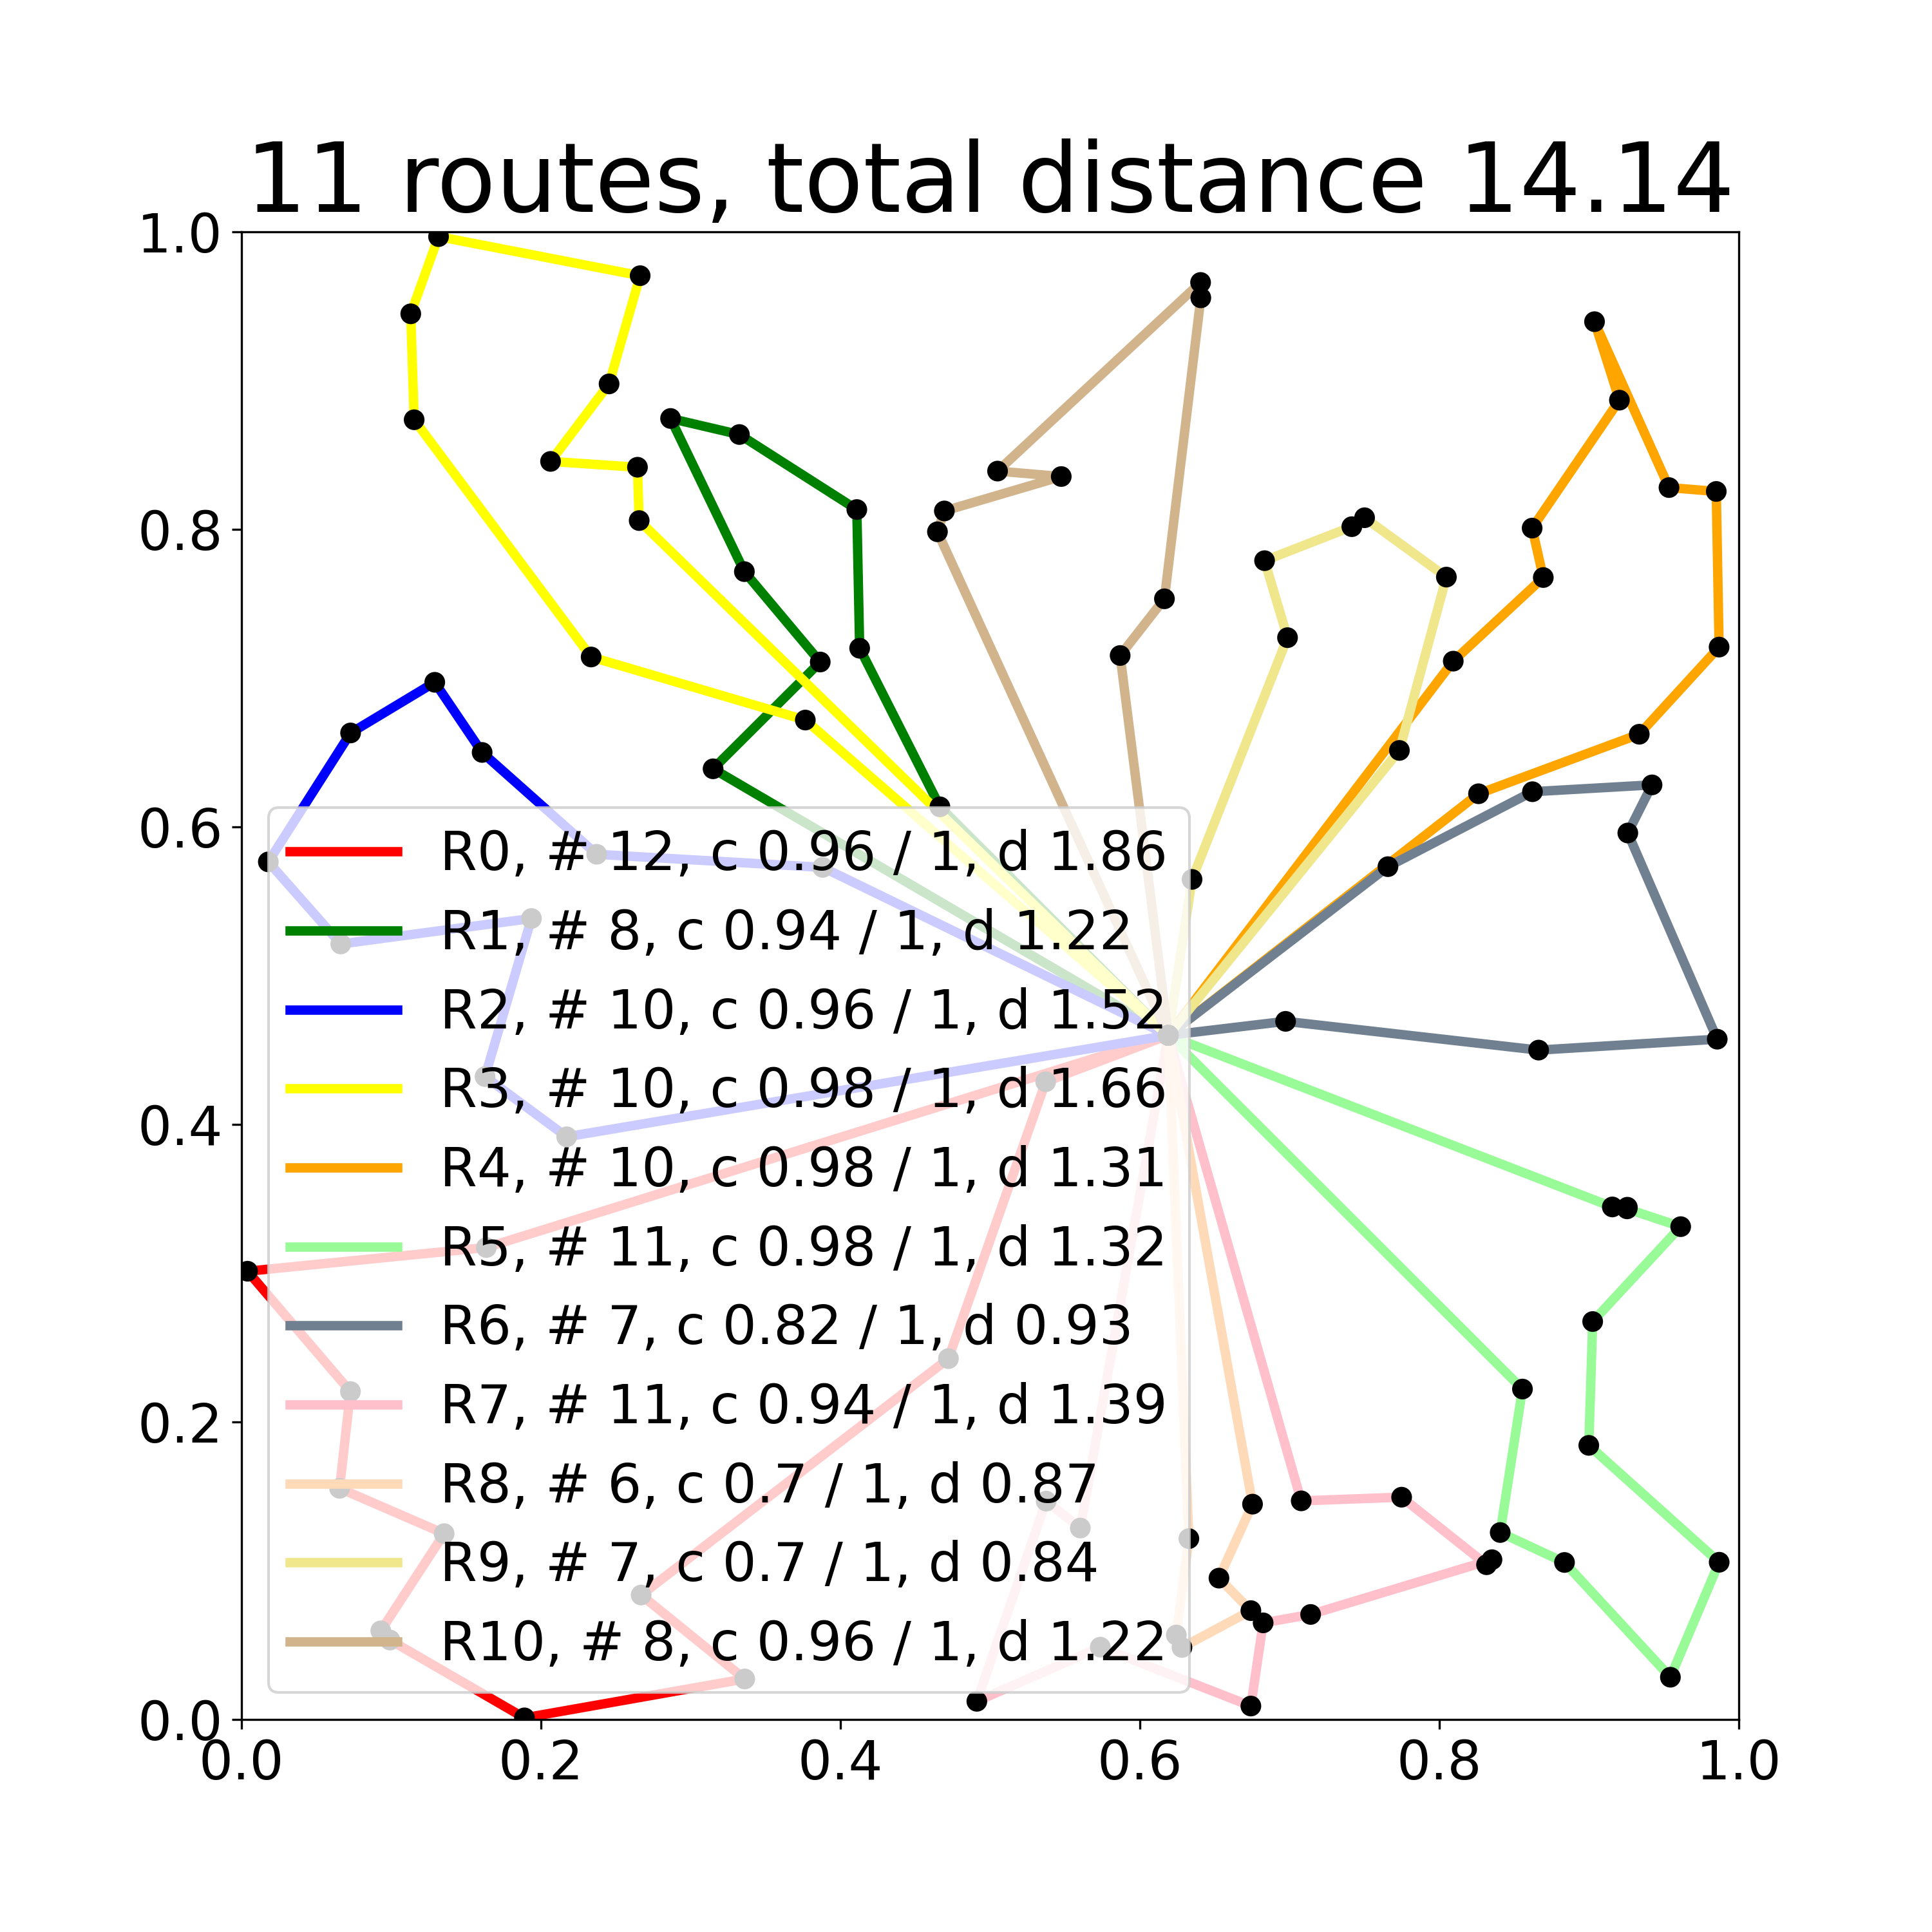 11 routes, total distance 14.14
1.0
0.8
0.6
0.4
0.2
0.0
R0, # 12, c 0.96 / 1, d 1.86
R1, # 8, c 0.94 / 1, d 1.22
R2, # 10, c 0.96 / 1, d 1.52
R3, # 10, c 0.98 / 1, d 1.66
R4, # 10, c 0.98 / 1, d 1.31
R5, # 11, c 0.98 / 1, d 1.32
R6, # 7, c 0.82 / 1, d 0.93
R7, # 11, c 0.94 / 1, d 1.39
R8, # 6, c 0.7 / 1, d 0.87
R9, # 7, c 0.7 / 1, d 0.84
R10, # 8, c 0.96 / 1, d 1.22
0.0 0.2 0.4 0.6 0.8 1.0